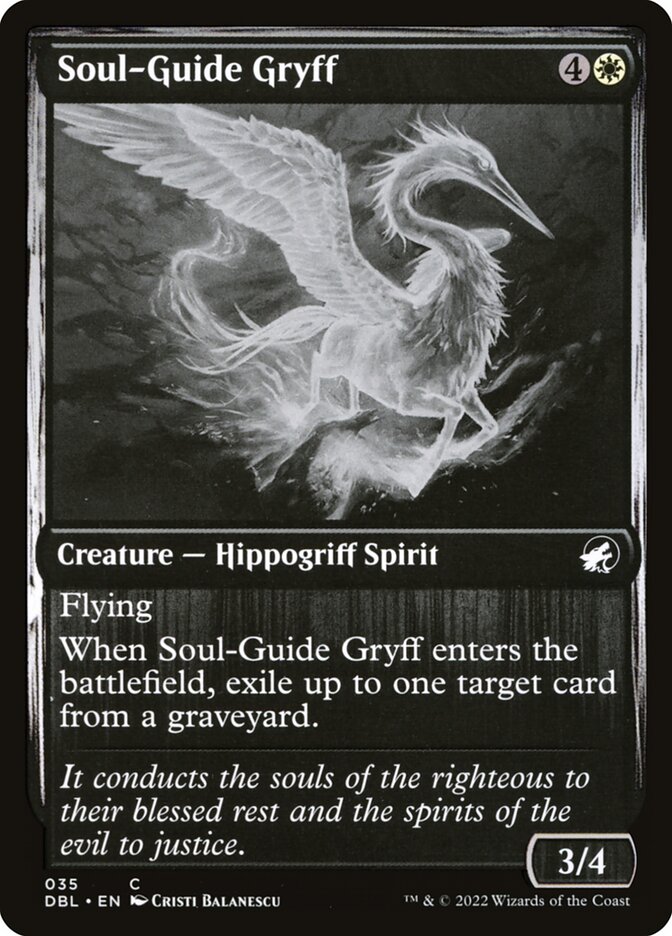 Soul-Guide Gryff 4
Creature — Hippogriff Spirit
Flying
When Soul-Guide Gryff enters the
battlefield, exile up to one target card
from a graveyard.
It conducts the souls of the righteous to
their blessed rest and the spirits of the
evil to justice.
3/4
035 C
DBL • EN Cristi Balanescu ™ & © 2022 Wizards of the Coast